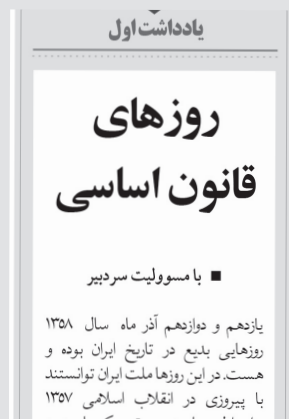 یادداشت اول
روزهای
قانون اساسی
■ با مسوولیت سردبیر
یازدهم و دوازدهم آذر ماه سال ۱۳۵۸
روزهایی بدیع در تاریخ ایران بوده و
هست. در این روزها ملت ایران توانستند
با پیروزی در انقلاب اسلامی ۱۳۵۷